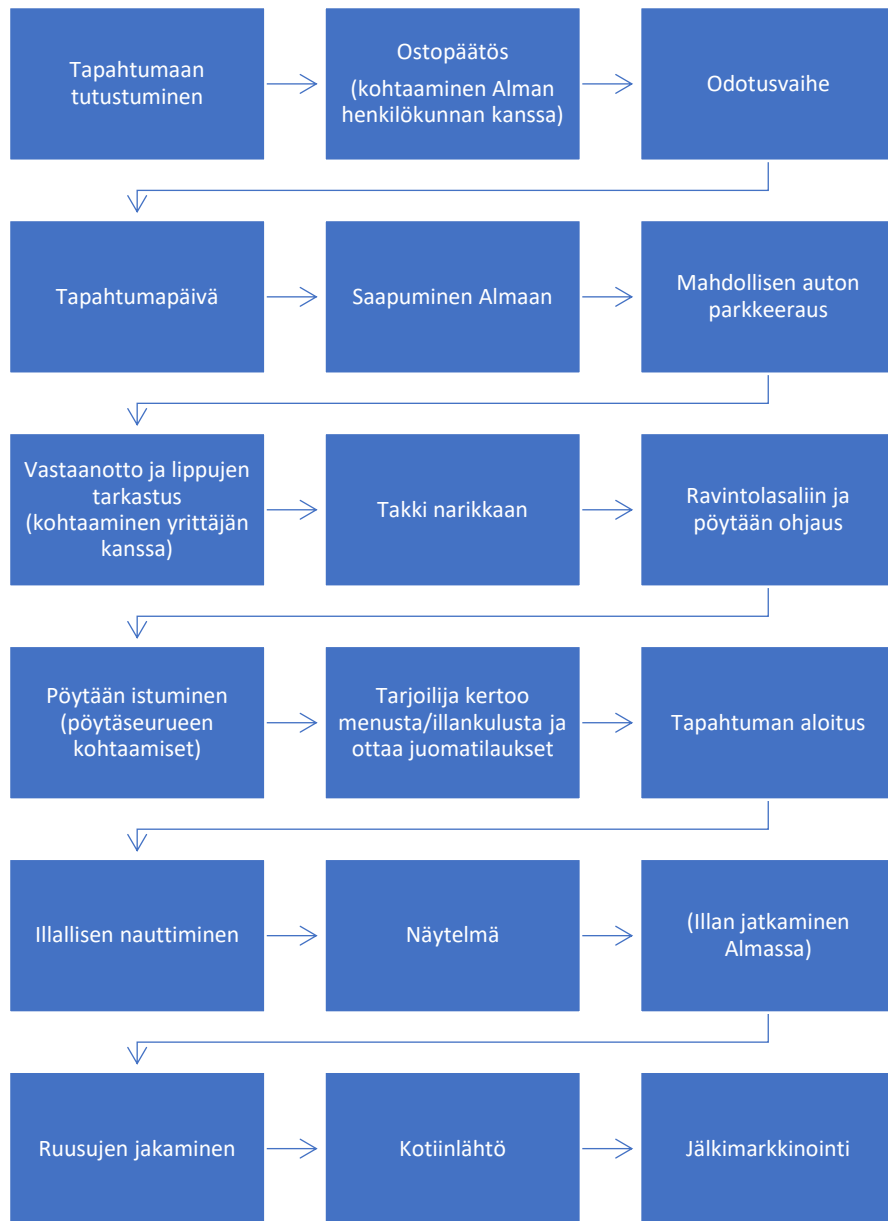 Tapahtumaan
tutustuminen
Ostopäätös
(kohtaaminen Alman
henkilökunnan kanssa)
Odotusvaihe
Tapahtumapäivä
Saapuminen Almaan
Mahdollisen auton
parkkeeraus
Vastaanotto ja lippujen
tarkastus
(kohtaaminen yrittäjän
kanssa)
Takki narikkaan
Ravintolasaliin ja
pöytään ohjaus
Pöytään istuminen
(pöytäseurueen
kohtaamiset)
Tarjoilija kertoo
menusta/illankulusta ja
ottaa juomatilaukset
Tapahtuman aloitus
Illallisen nauttiminen
Näytelmä
(Illan jatkaminen
Almassa)
Ruusujen jakaminen
Kotiinlähtö
Jälkimarkkinointi